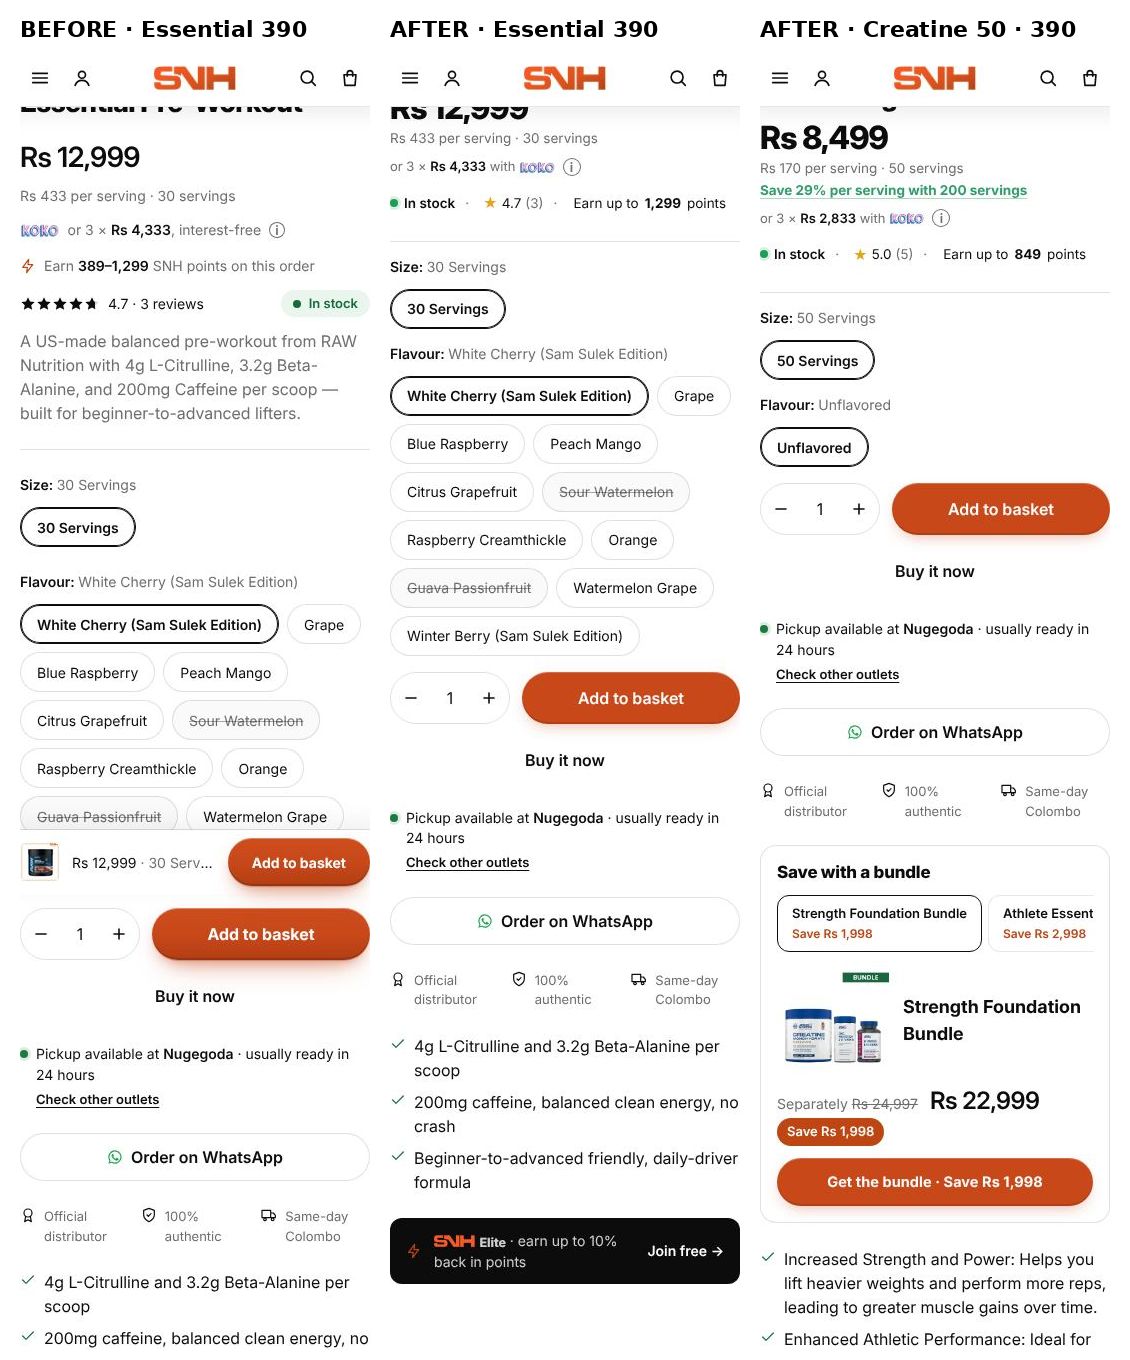 BEFORE · Essential 390
SNH
Essential Pre-Workout
Rs 12,999
Rs 433 per serving · 30 servings
KOKO or 3 × Rs 4,333, interest-free
Earn 389–1,299 SNH points on this order
4.7 · 3 reviews
In stock
A US-made balanced pre-workout from RAW
Nutrition with 4g L-Citrulline, 3.2g Beta-
Alanine, and 200mg Caffeine per scoop —
built for beginner-to-advanced lifters.
Size: 30 Servings
30 Servings
Flavour: White Cherry (Sam Sulek Edition)
White Cherry (Sam Sulek Edition) Grape
Blue Raspberry Peach Mango
Citrus Grapefruit Sour Watermelon
Raspberry Creamthickle Orange
Guava Passionfruit Watermelon Grape
Rs 12,999 · 30 Serv... Add to basket
− 1 + Add to basket
Buy it now
Pickup available at Nugegoda · usually ready in
24 hours
Check other outlets
Order on WhatsApp
Official
distributor
100%
authentic
Same-day
Colombo
4g L-Citrulline and 3.2g Beta-Alanine per
scoop
200mg caffeine, balanced clean energy, no
AFTER · Essential 390
SNH
Rs 12,999
Rs 433 per serving · 30 servings
or 3 × Rs 4,333 with KOKO
In stock · 4.7 (3) · Earn up to 1,299 points
Size: 30 Servings
30 Servings
Flavour: White Cherry (Sam Sulek Edition)
White Cherry (Sam Sulek Edition) Grape
Blue Raspberry Peach Mango
Citrus Grapefruit Sour Watermelon
Raspberry Creamthickle Orange
Guava Passionfruit Watermelon Grape
Winter Berry (Sam Sulek Edition)
− 1 + Add to basket
Buy it now
Pickup available at Nugegoda · usually ready in
24 hours
Check other outlets
Order on WhatsApp
Official
distributor
100%
authentic
Same-day
Colombo
4g L-Citrulline and 3.2g Beta-Alanine per
scoop
200mg caffeine, balanced clean energy, no
crash
Beginner-to-advanced friendly, daily-driver
formula
SNH Elite · earn up to 10%
back in points
Join free →
AFTER · Creatine 50 · 390
SNH
Rs 8,499
Rs 170 per serving · 50 servings
Save 29% per serving with 200 servings
or 3 × Rs 2,833 with KOKO
In stock · 5.0 (5) · Earn up to 849 points
Size: 50 Servings
50 Servings
Flavour: Unflavored
Unflavored
− 1 + Add to basket
Buy it now
Pickup available at Nugegoda · usually ready in
24 hours
Check other outlets
Order on WhatsApp
Official
distributor
100%
authentic
Same-day
Colombo
Save with a bundle
Strength Foundation Bundle
Save Rs 1,998
Athlete Essent
Save Rs 2,998
BUNDLE
CREATINE
Strength Foundation
Bundle
Separately Rs 24,997 Rs 22,999
Save Rs 1,998
Get the bundle · Save Rs 1,998
Increased Strength and Power: Helps you
lift heavier weights and perform more reps,
leading to greater muscle gains over time.
Enhanced Athletic Performance: Ideal for